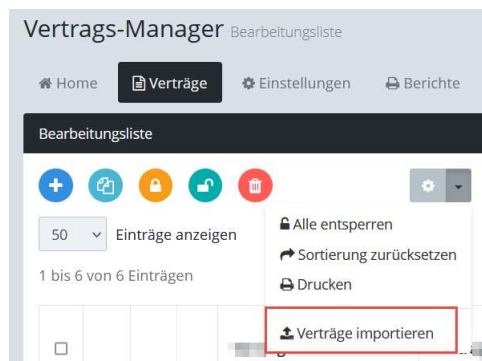 Vertrags-Manager Bearbeitungsliste
Home Verträge Einstellungen Berichte
Bearbeitungsliste
50 Einträge anzeigen
1 bis 6 von 6 Einträgen
Alle entsperren
Sortierung zurücksetzen
Drucken
Verträge importieren